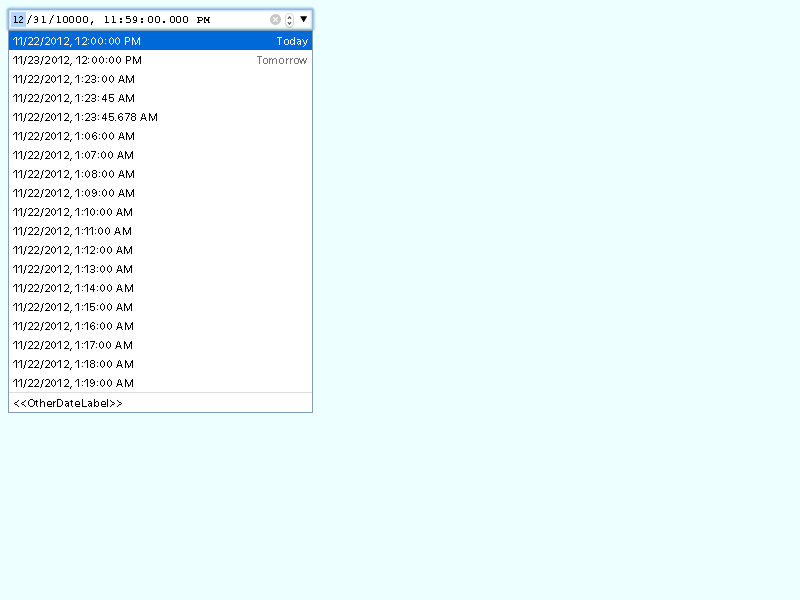 12/31/10000, 11:59:00.000 PM
11/22/2012, 12:00:00 PM Today
11/23/2012, 12:00:00 PM Tomorrow
11/22/2012, 1:23:00 AM
11/22/2012, 1:23:45 AM
11/22/2012, 1:23:45.678 AM
11/22/2012, 1:06:00 AM
11/22/2012, 1:07:00 AM
11/22/2012, 1:08:00 AM
11/22/2012, 1:09:00 AM
11/22/2012, 1:10:00 AM
11/22/2012, 1:11:00 AM
11/22/2012, 1:12:00 AM
11/22/2012, 1:13:00 AM
11/22/2012, 1:14:00 AM
11/22/2012, 1:15:00 AM
11/22/2012, 1:16:00 AM
11/22/2012, 1:17:00 AM
11/22/2012, 1:18:00 AM
11/22/2012, 1:19:00 AM
<<OtherDateLabel>>